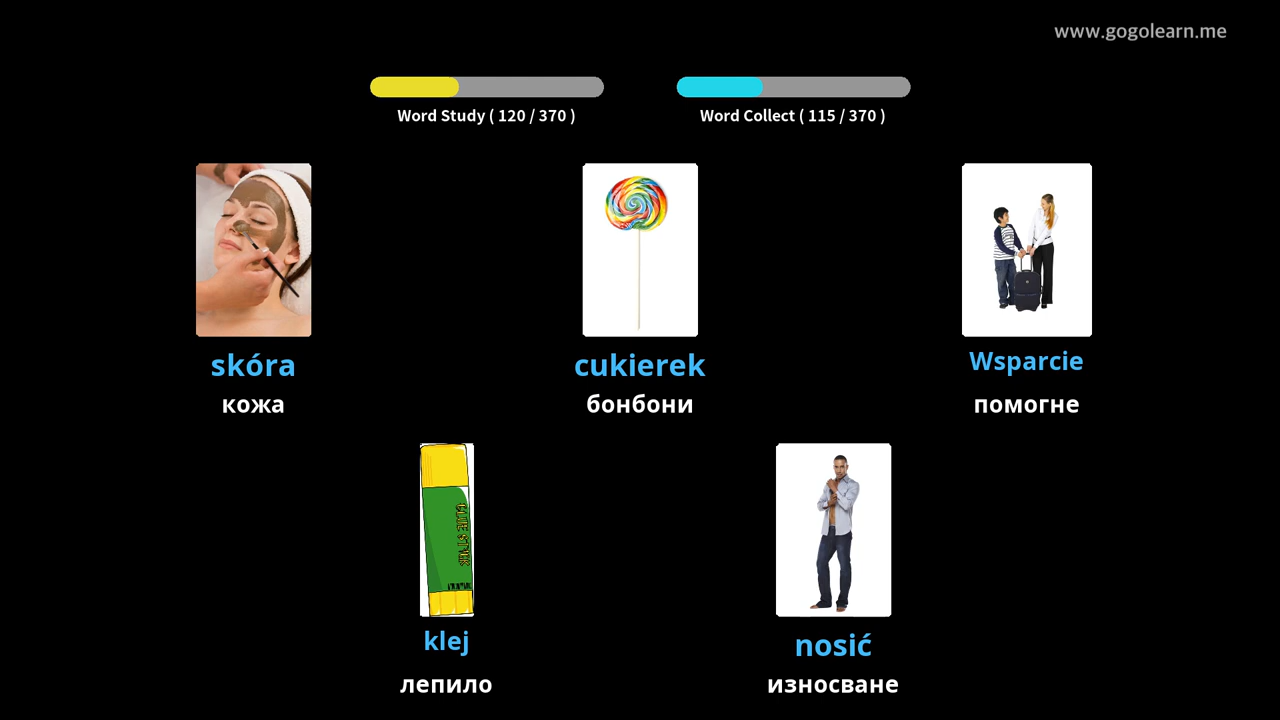 www.gogolearn.me
Word Study ( 120 / 370 )
Word Collect ( 115 / 370 )
skóra
cukierek
Wsparcie
кожа
бонбони
помогне
klej
nosić
лепило
износване